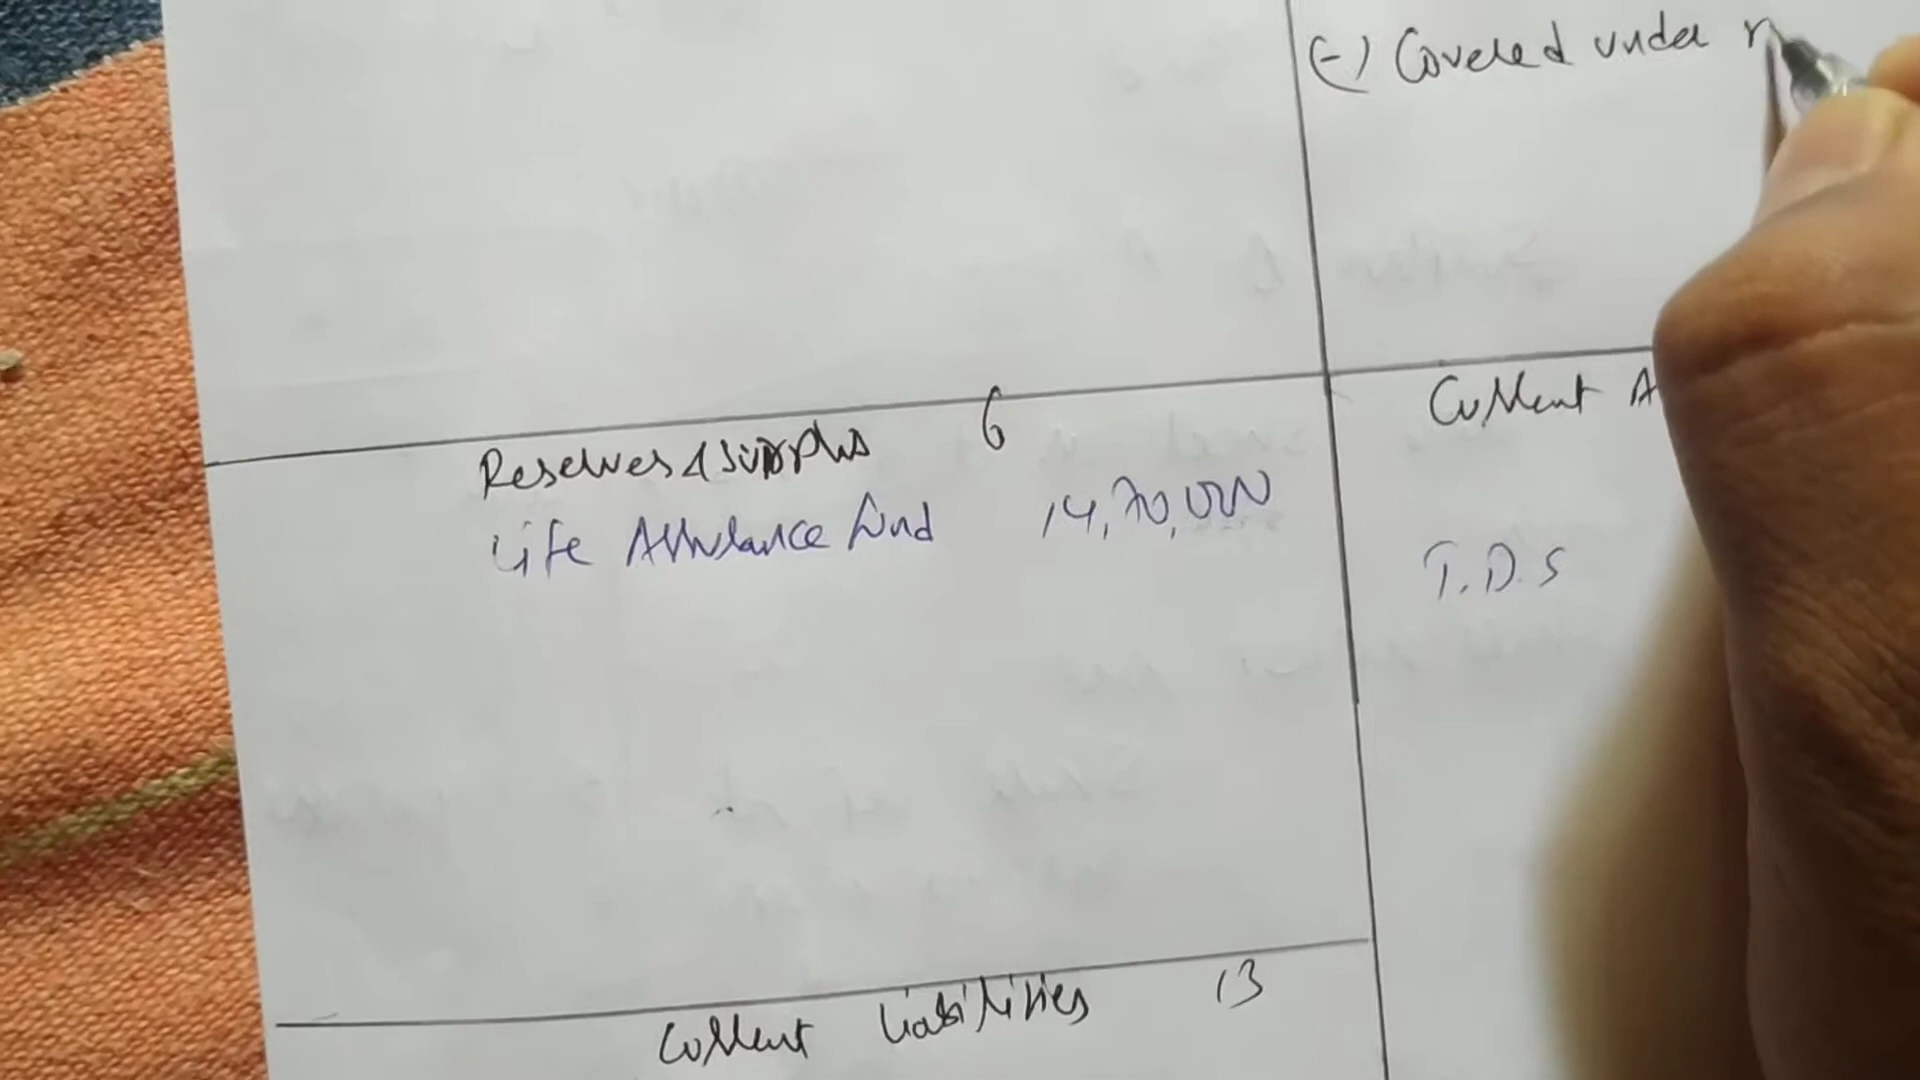 (-) Covered under
Reserves & surplus 6
Life Assurance fund 14,70,000
Current A
T.D.S
Current liabilities 13